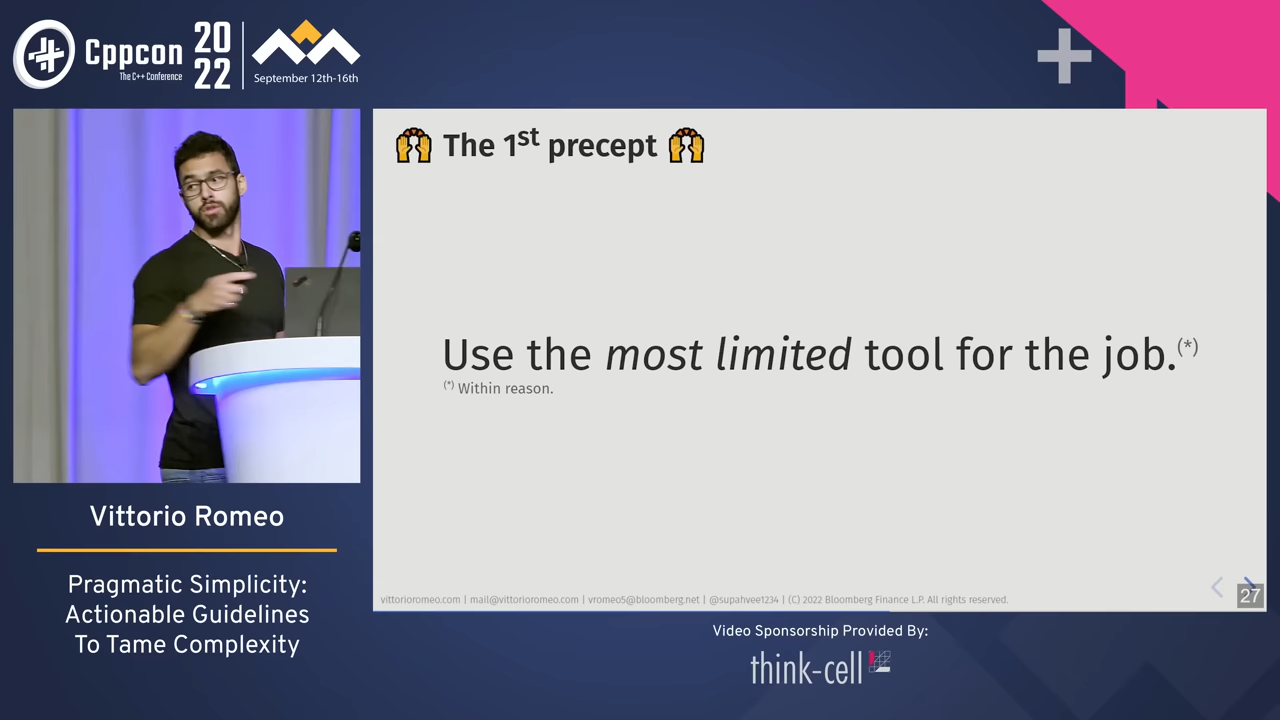 Cppcon
The C++ Conference
20
22
September 12th-16th
The 1st precept
Use the most limited tool for the job.(*)
(*) Within reason.
vittorioromeo.com | mail@vittorioromeo.com | vromeo5@bloomberg.net | @supahvee1234 | (C) 2022 Bloomberg Finance L.P. All rights reserved.
27
Vittorio Romeo
Pragmatic Simplicity:
Actionable Guidelines
To Tame Complexity
Video Sponsorship Provided By:
think-cell